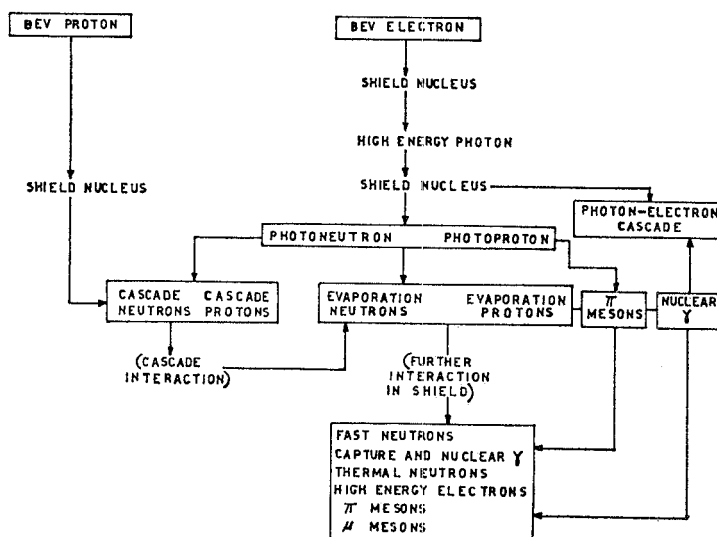 BEV PROTON
BEV ELECTRON
SHIELD NUCLEUS
HIGH ENERGY PHOTON
SHIELD NUCLEUS
SHIELD NUCLEUS
PHOTON-ELECTRON
CASCADE
PHOTONEUTRON PHOTOPROTON
CASCADE CASCADE
NEUTRONS PROTONS
EVAPORATION EVAPORATION
NEUTRONS PROTONS
π
MESONS
NUCLEAR
γ
(CASCADE
INTERACTION)
(FURTHER
INTERACTION
IN SHIELD)
FAST NEUTRONS
CAPTURE AND NUCLEAR γ
THERMAL NEUTRONS
HIGH ENERGY ELECTRONS
π MESONS
μ MESONS